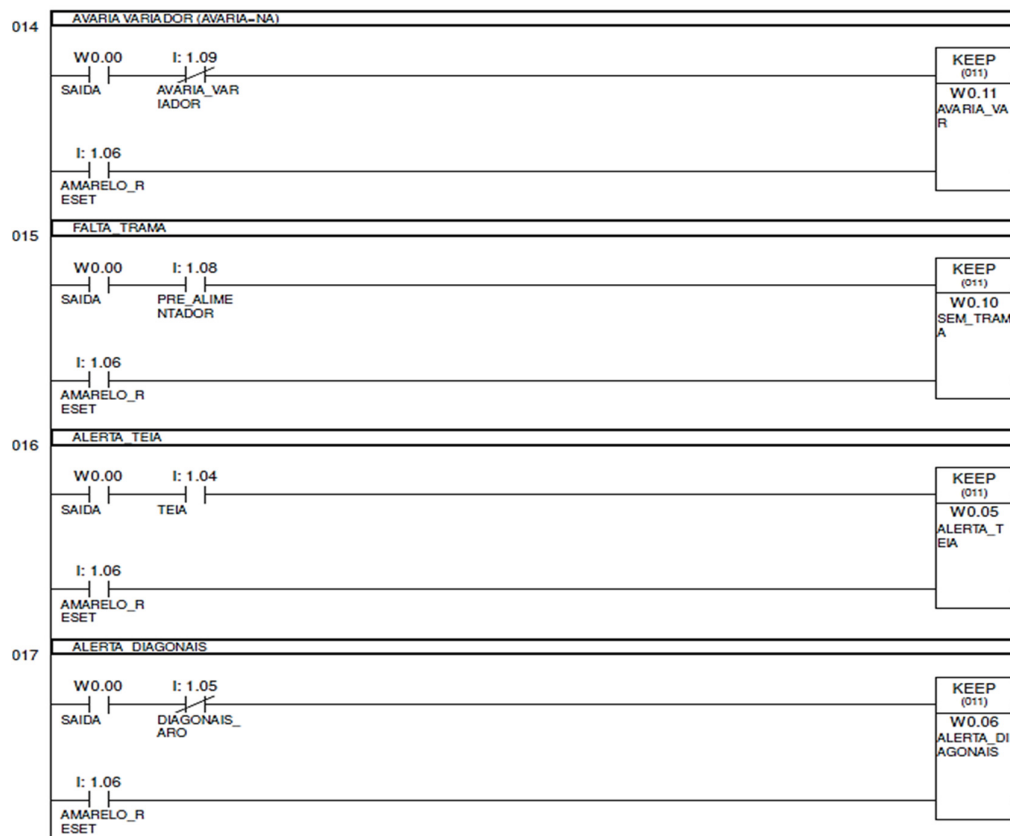 014
AVARIA VARIADOR (AVARIA=NA)
W0.00 I: 1.09
KEEP
(011)
SAIDA AVARIA_VAR
IADOR
W0.11
AVARIA_VA
R
I: 1.06
AMARELO_R
ESET
015
FALTA_TRAMA
W0.00 I: 1.08
KEEP
(011)
SAIDA PRE_ALIME
NTADOR
W0.10
SEM_TRAM
A
I: 1.06
AMARELO_R
ESET
016
ALERTA_TEIA
W0.00 I: 1.04
KEEP
(011)
SAIDA TEIA
W0.05
ALERTA_T
EIA
I: 1.06
AMARELO_R
ESET
017
ALERTA_DIAGONAIS
W0.00 I: 1.05
KEEP
(011)
SAIDA DIAGONAIS_
ARO
W0.06
ALERTA_DI
AGONAIS
I: 1.06
AMARELO_R
ESET